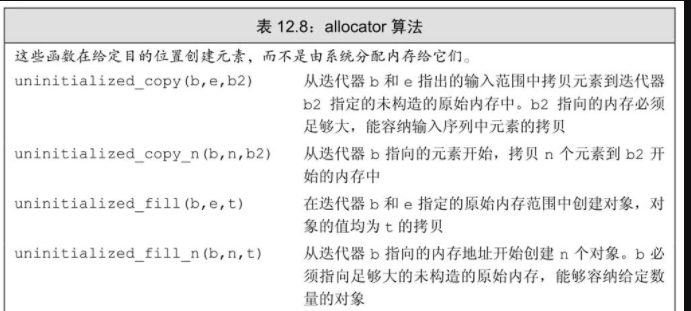 表 12.8：allocator 算法
这些函数在给定目的位置创建元素，而不是由系统分配内存给它们。
uninitialized_copy(b,e,b2) 从迭代器 b 和 e 指出的输入范围中拷贝元素到迭代器
b2 指定的未构造的原始内存中。b2 指向的内存必须
足够大，能容纳输入序列中元素的拷贝
uninitialized_copy_n(b,n,b2) 从迭代器 b 指向的元素开始，拷贝 n 个元素到 b2 开
始的内存中
uninitialized_fill(b,e,t) 在迭代器 b 和 e 指定的原始内存范围中创建对象，对
象的值均为 t 的拷贝
uninitialized_fill_n(b,n,t) 从迭代器 b 指向的内存地址开始创建 n 个对象。b 必
须指向足够大的未构造的原始内存，能够容纳给定数
量的对象